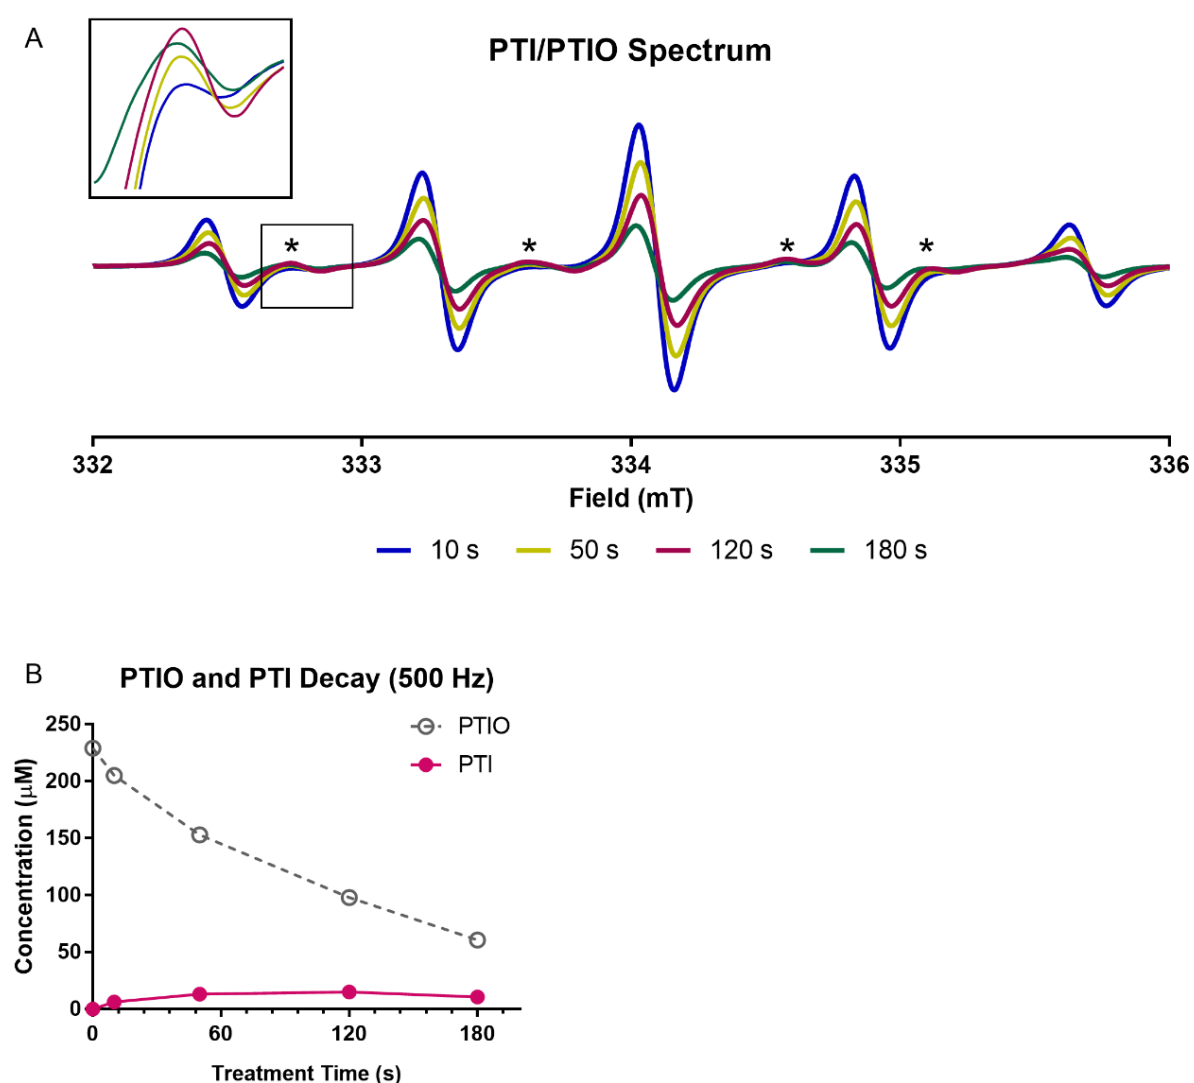 A
PTI/PTIO Spectrum
* * * *
332 333 334 335 336
Field (mT)
10 s 50 s 120 s 180 s
B
PTIO and PTI Decay (500 Hz)
PTIO
PTI
250
200
150
100
50
0
Concentration (μM)
0 60 120 180
Treatment Time (s)